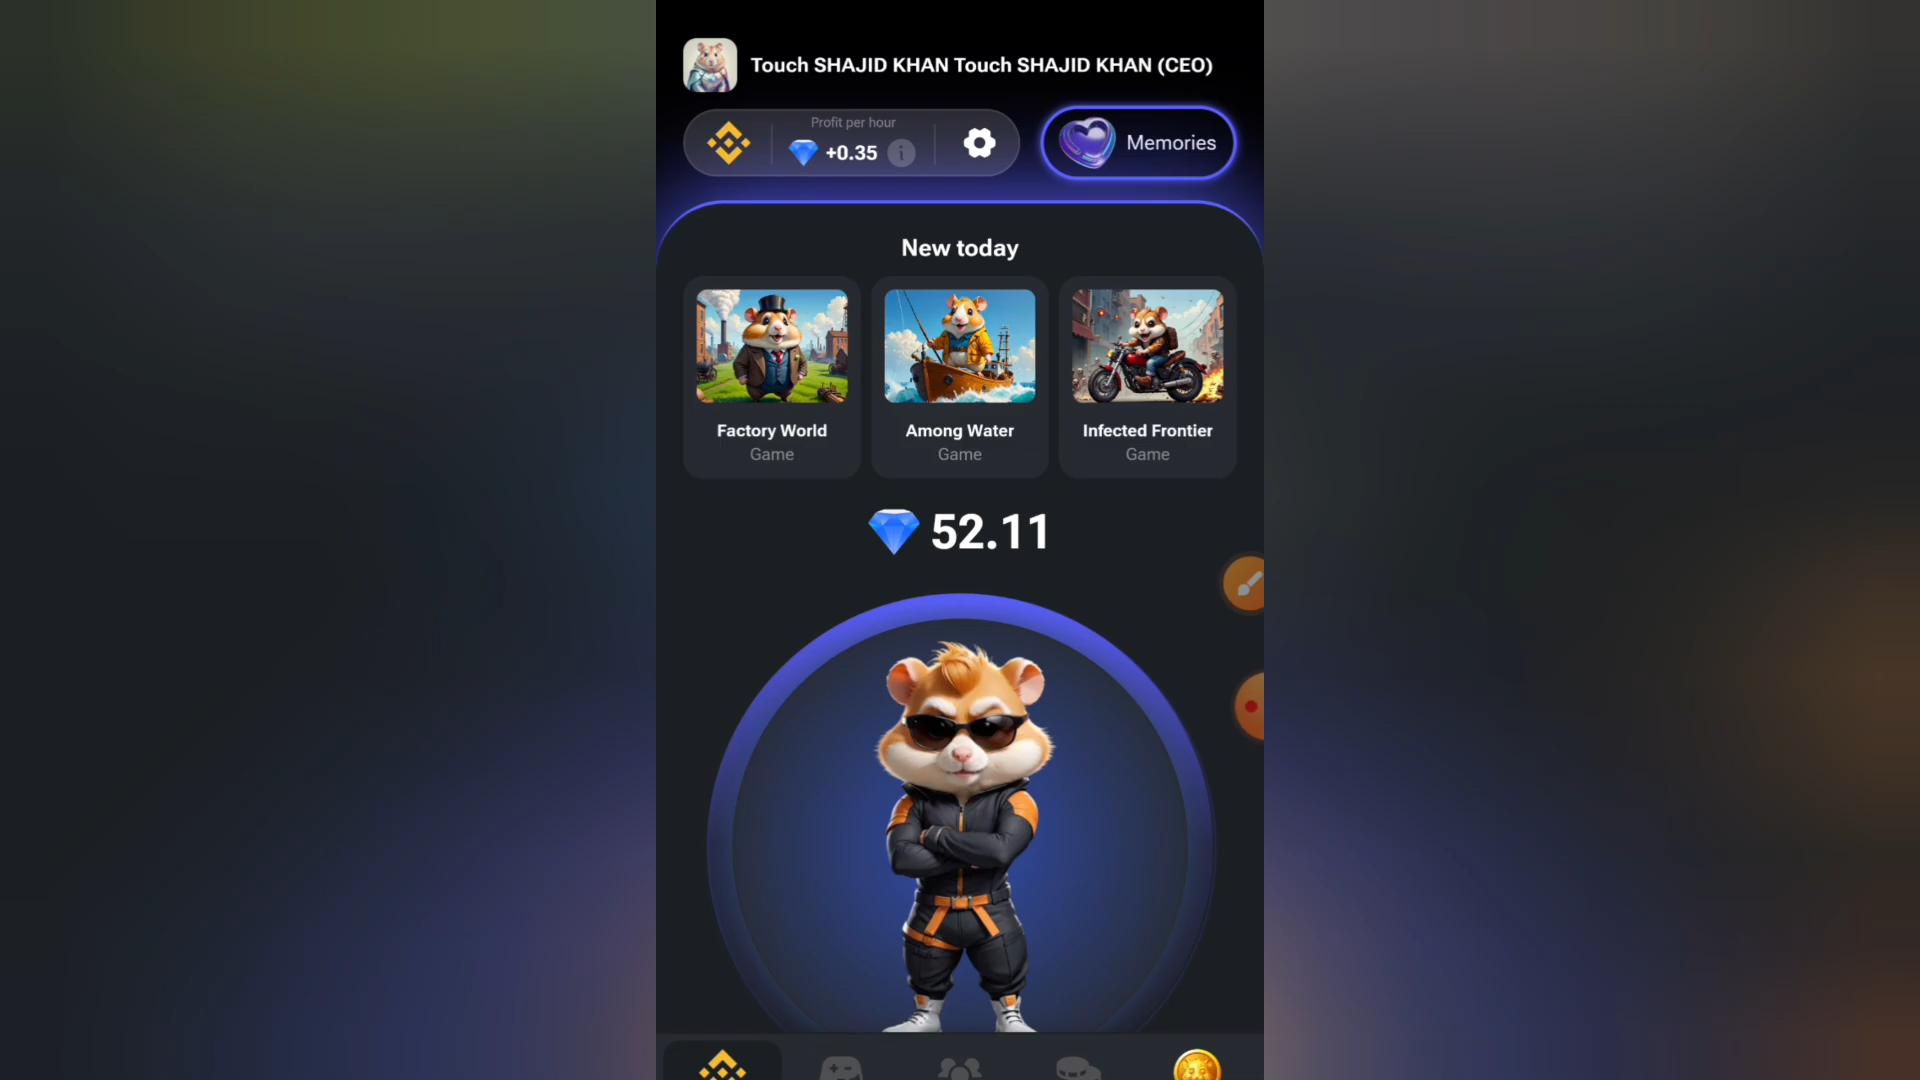 Touch SHAJID KHAN Touch SHAJID KHAN (CEO)
Profit per hour
+0.35
Memories
New today
Factory World
Game
Among Water
Game
Infected Frontier
Game
52.11